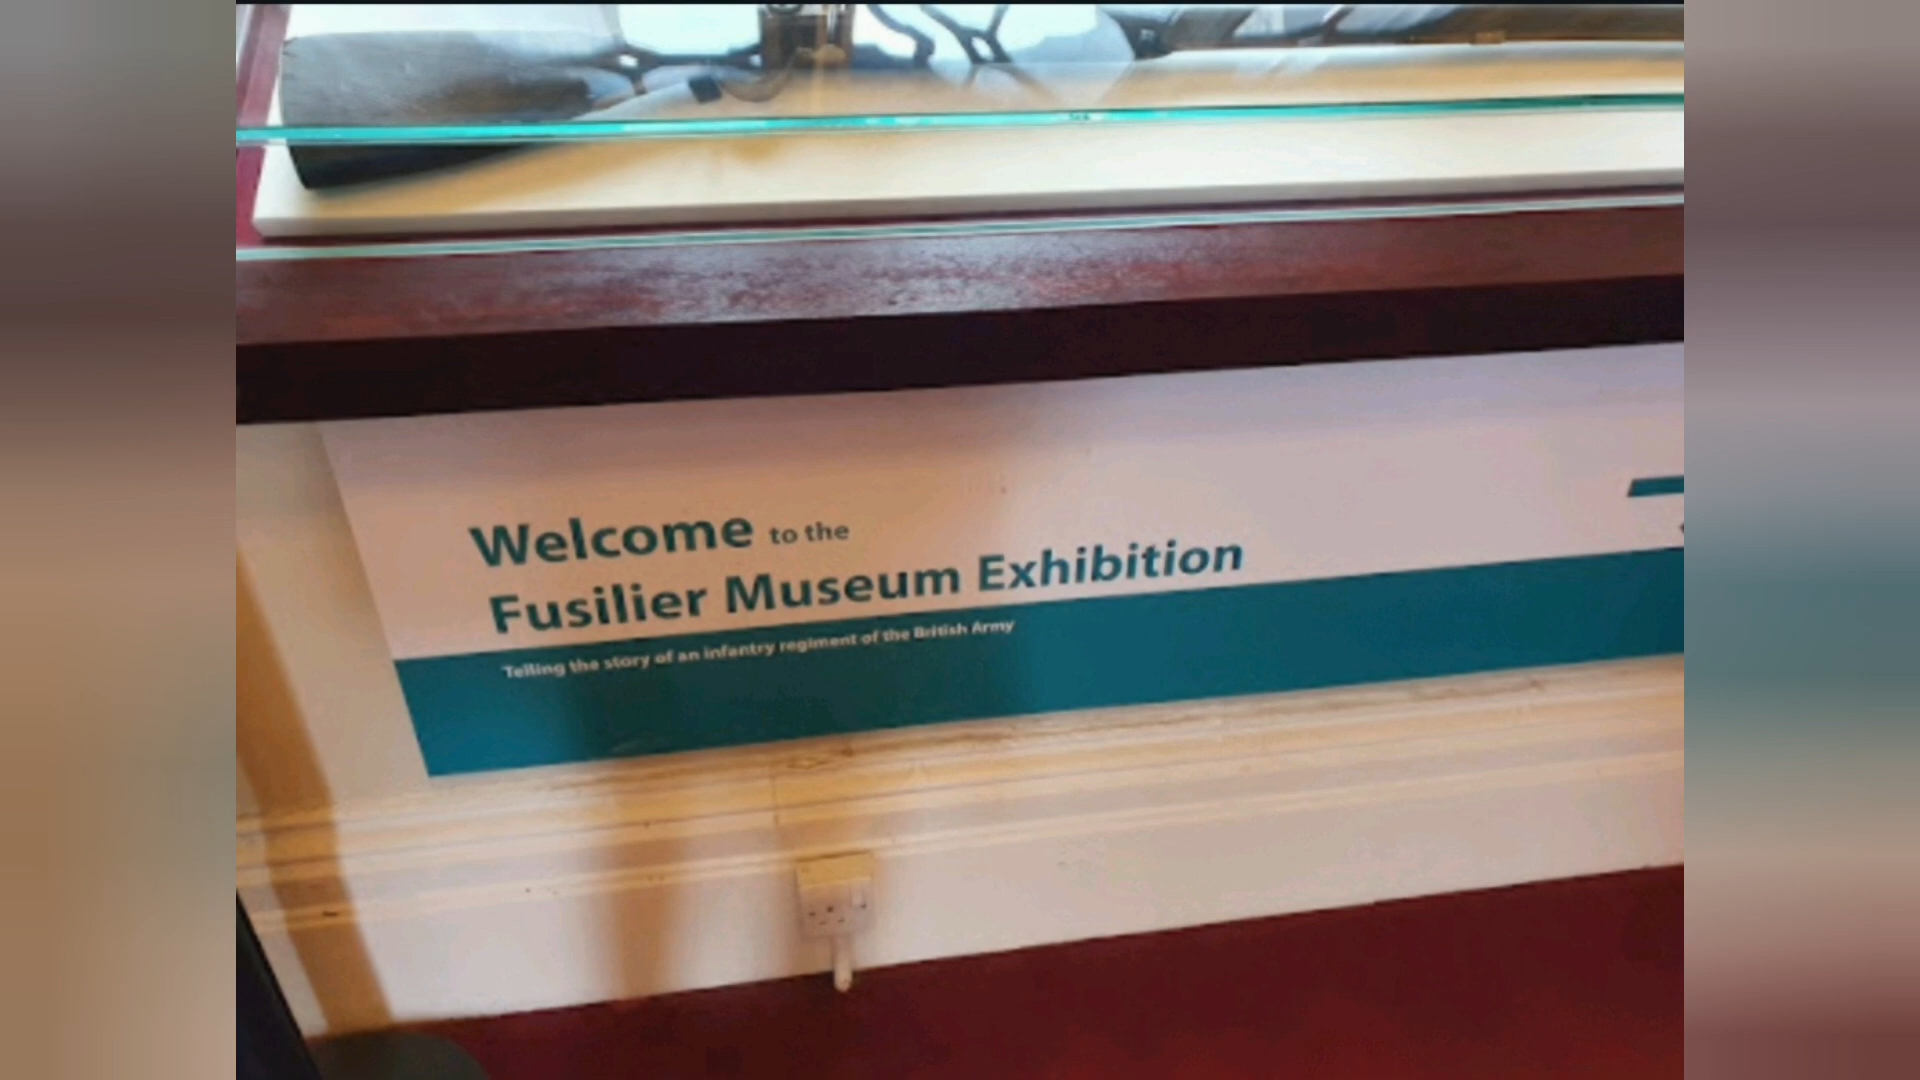 Welcome to the
Fusilier Museum Exhibition
Telling the story of an infantry regiment of the British Army